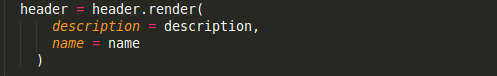 header = header.render(
description = description,
name = name
)